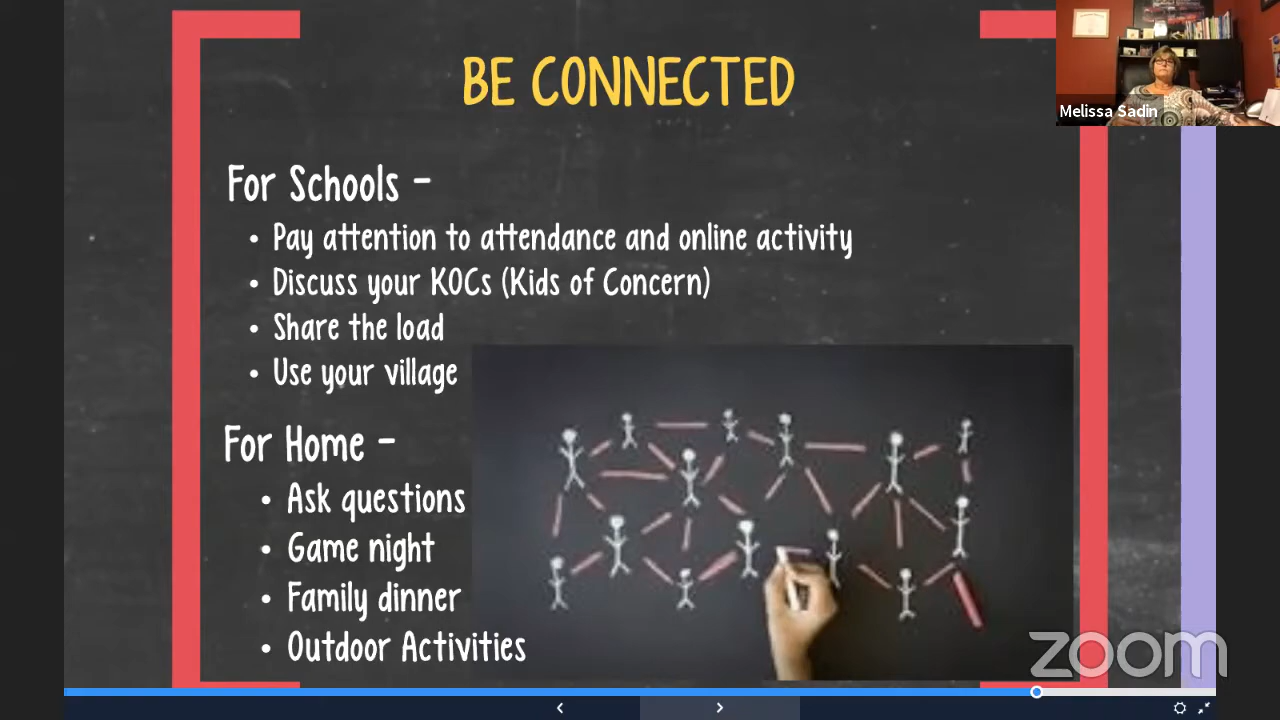 BE CONNECTED
Melissa Sadin
For Schools -
• Pay attention to attendance and online activity
• Discuss your KOCs (Kids of Concern)
• Share the load
• Use your village
For Home -
• Ask questions
• Game night
• Family dinner
• Outdoor Activities
zoom